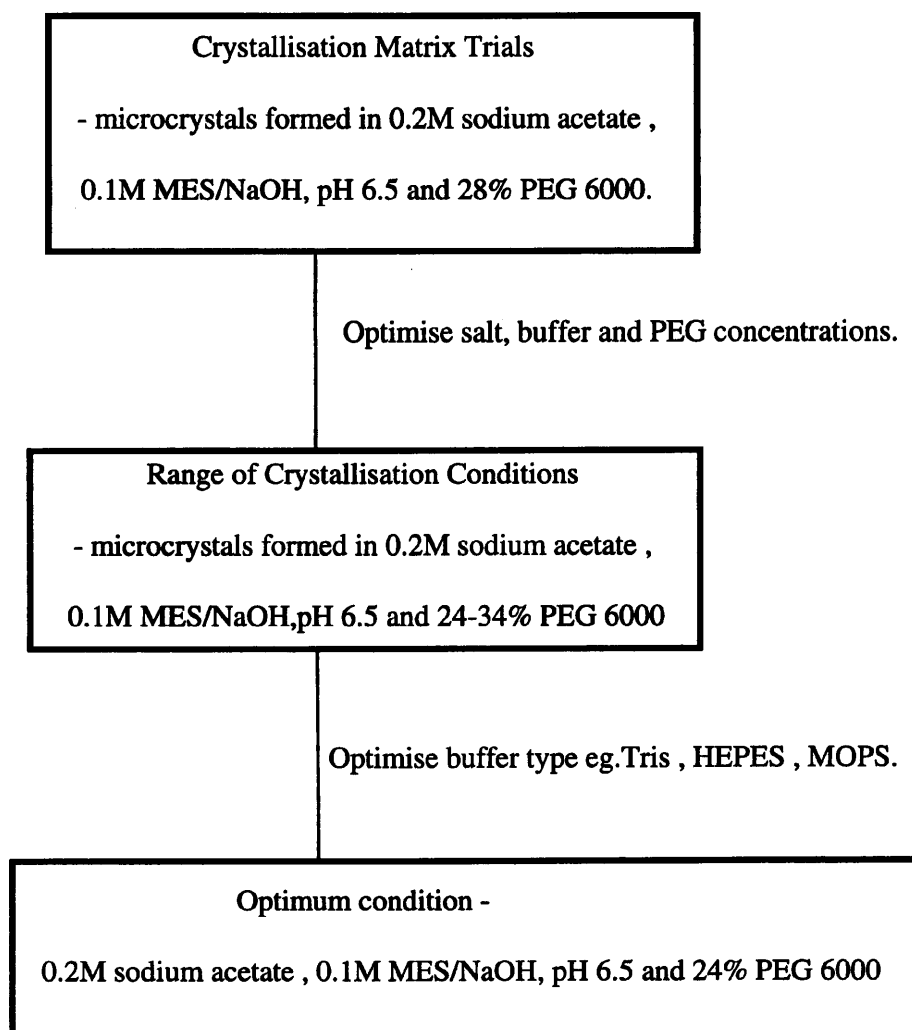 Crystallisation Matrix Trials
- microcrystals formed in 0.2M sodium acetate ,
0.1M MES/NaOH, pH 6.5 and 28% PEG 6000.
Optimise salt, buffer and PEG concentrations.
Range of Crystallisation Conditions
- microcrystals formed in 0.2M sodium acetate ,
0.1M MES/NaOH,pH 6.5 and 24-34% PEG 6000
Optimise buffer type eg.Tris , HEPES , MOPS.
Optimum condition -
0.2M sodium acetate , 0.1M MES/NaOH, pH 6.5 and 24% PEG 6000